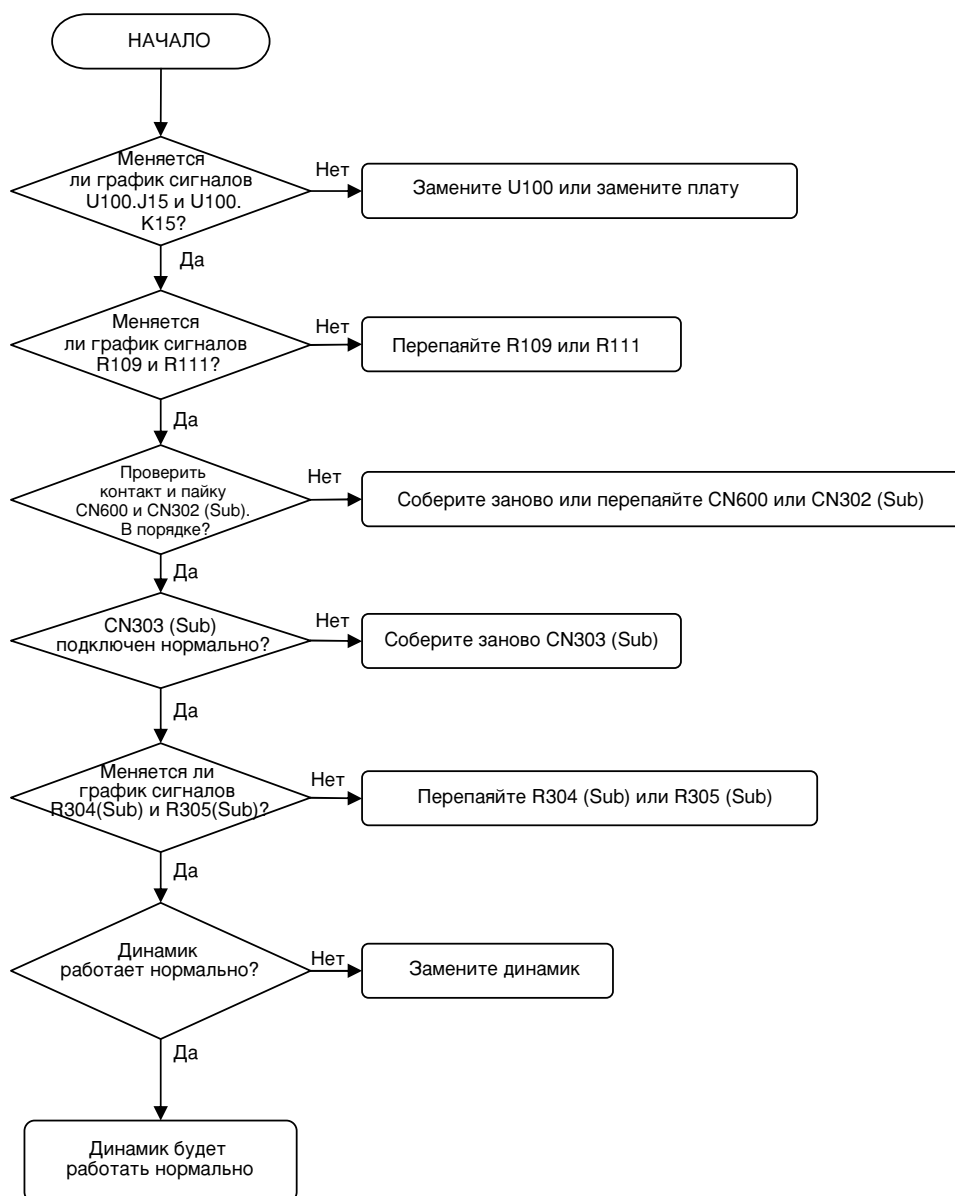 НАЧАЛО
Меняется
ли график сигналов
U100.J15 и U100.
K15?
Нет
Замените U100 или замените плату
Да
Меняется
ли график сигналов
R109 и R111?
Нет
Перепаяйте R109 или R111
Да
Проверить
контакт и пайку
CN600 и CN302 (Sub).
В порядке?
Нет
Соберите заново или перепаяйте CN600 или CN302 (Sub)
Да
CN303 (Sub)
подключен нормально?
Нет
Соберите заново CN303 (Sub)
Да
Меняется ли
график сигналов
R304(Sub) и R305(Sub)?
Нет
Перепаяйте R304 (Sub) или R305 (Sub)
Да
Динамик
работает нормально?
Нет
Замените динамик
Да
Динамик будет
работать нормально